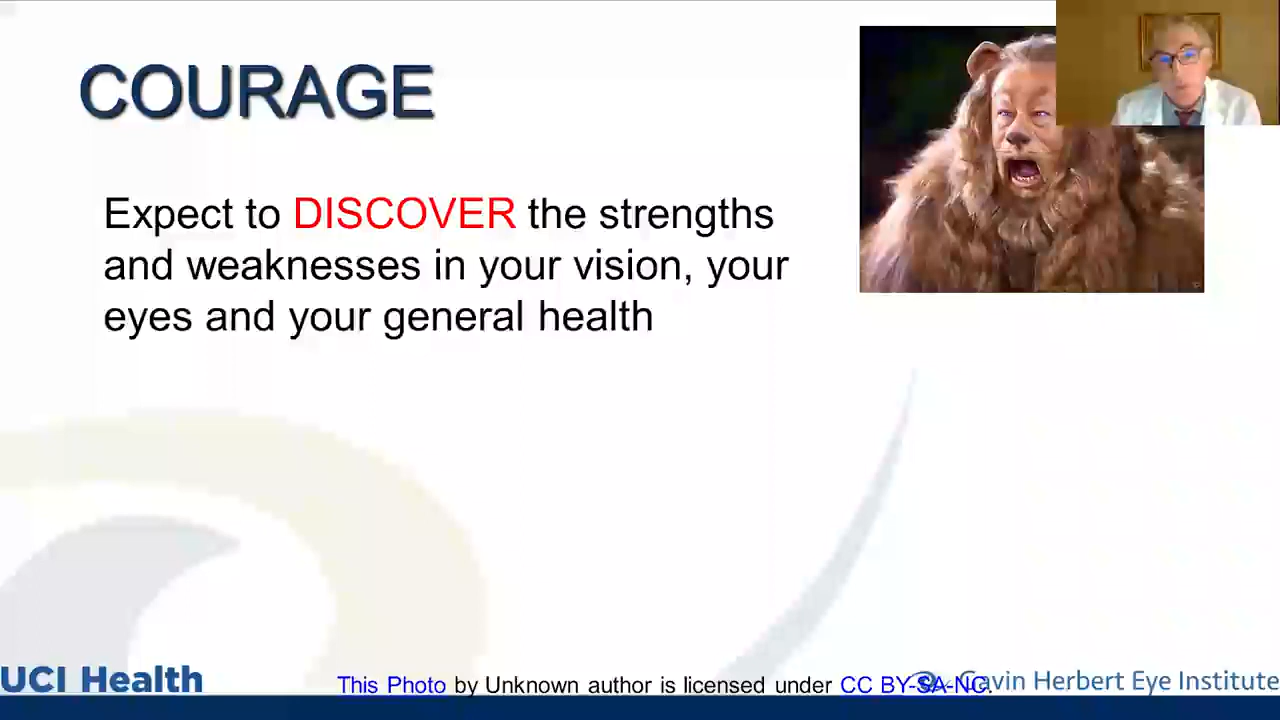 COURAGE
Expect to DISCOVER the strengths
and weaknesses in your vision, your
eyes and your general health
UCI Health
This Photo by Unknown author is licensed under CC BY-SA-NC.
Gavin Herbert Eye Institute